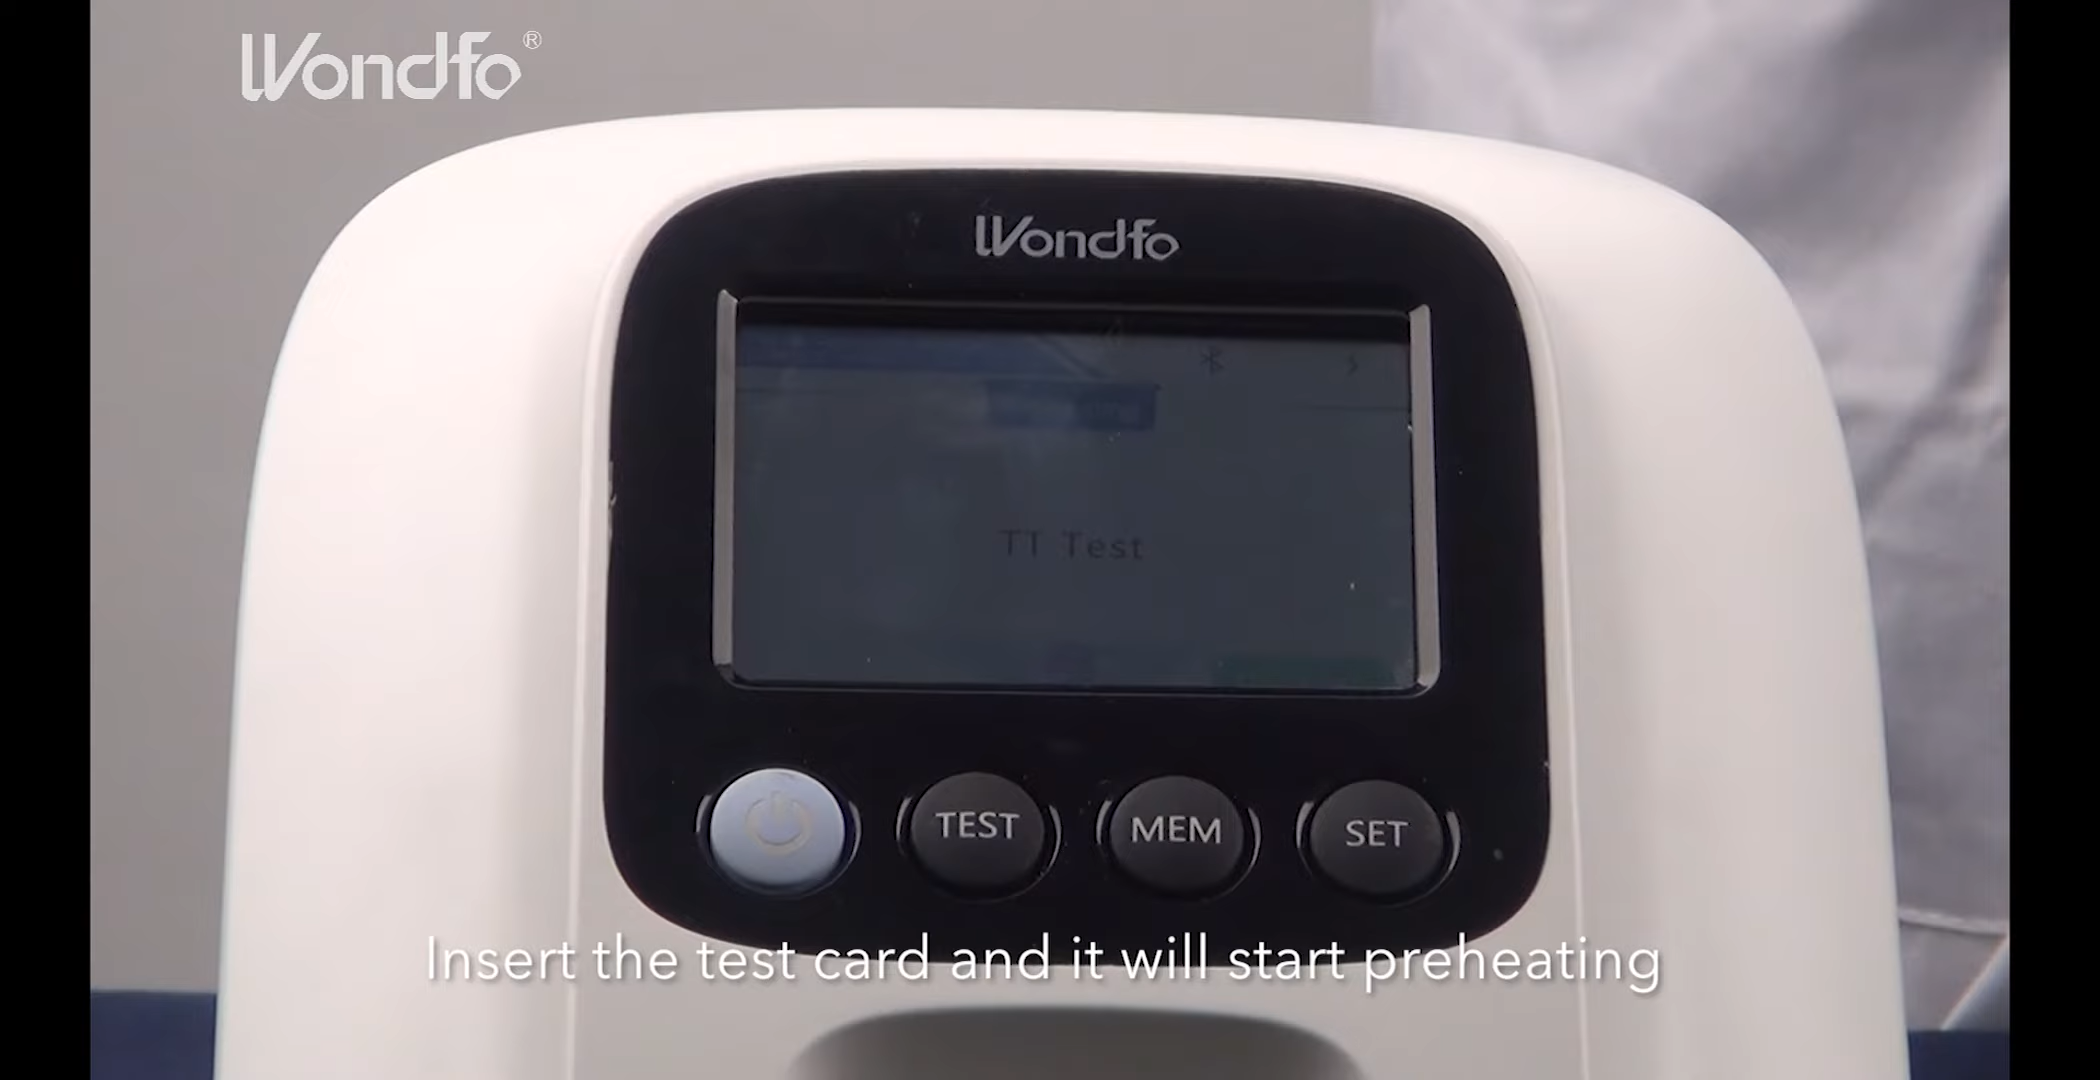 Wondfo®
Wondfo
TT Test
TEST MEM SET
Insert the test card and it will start preheating